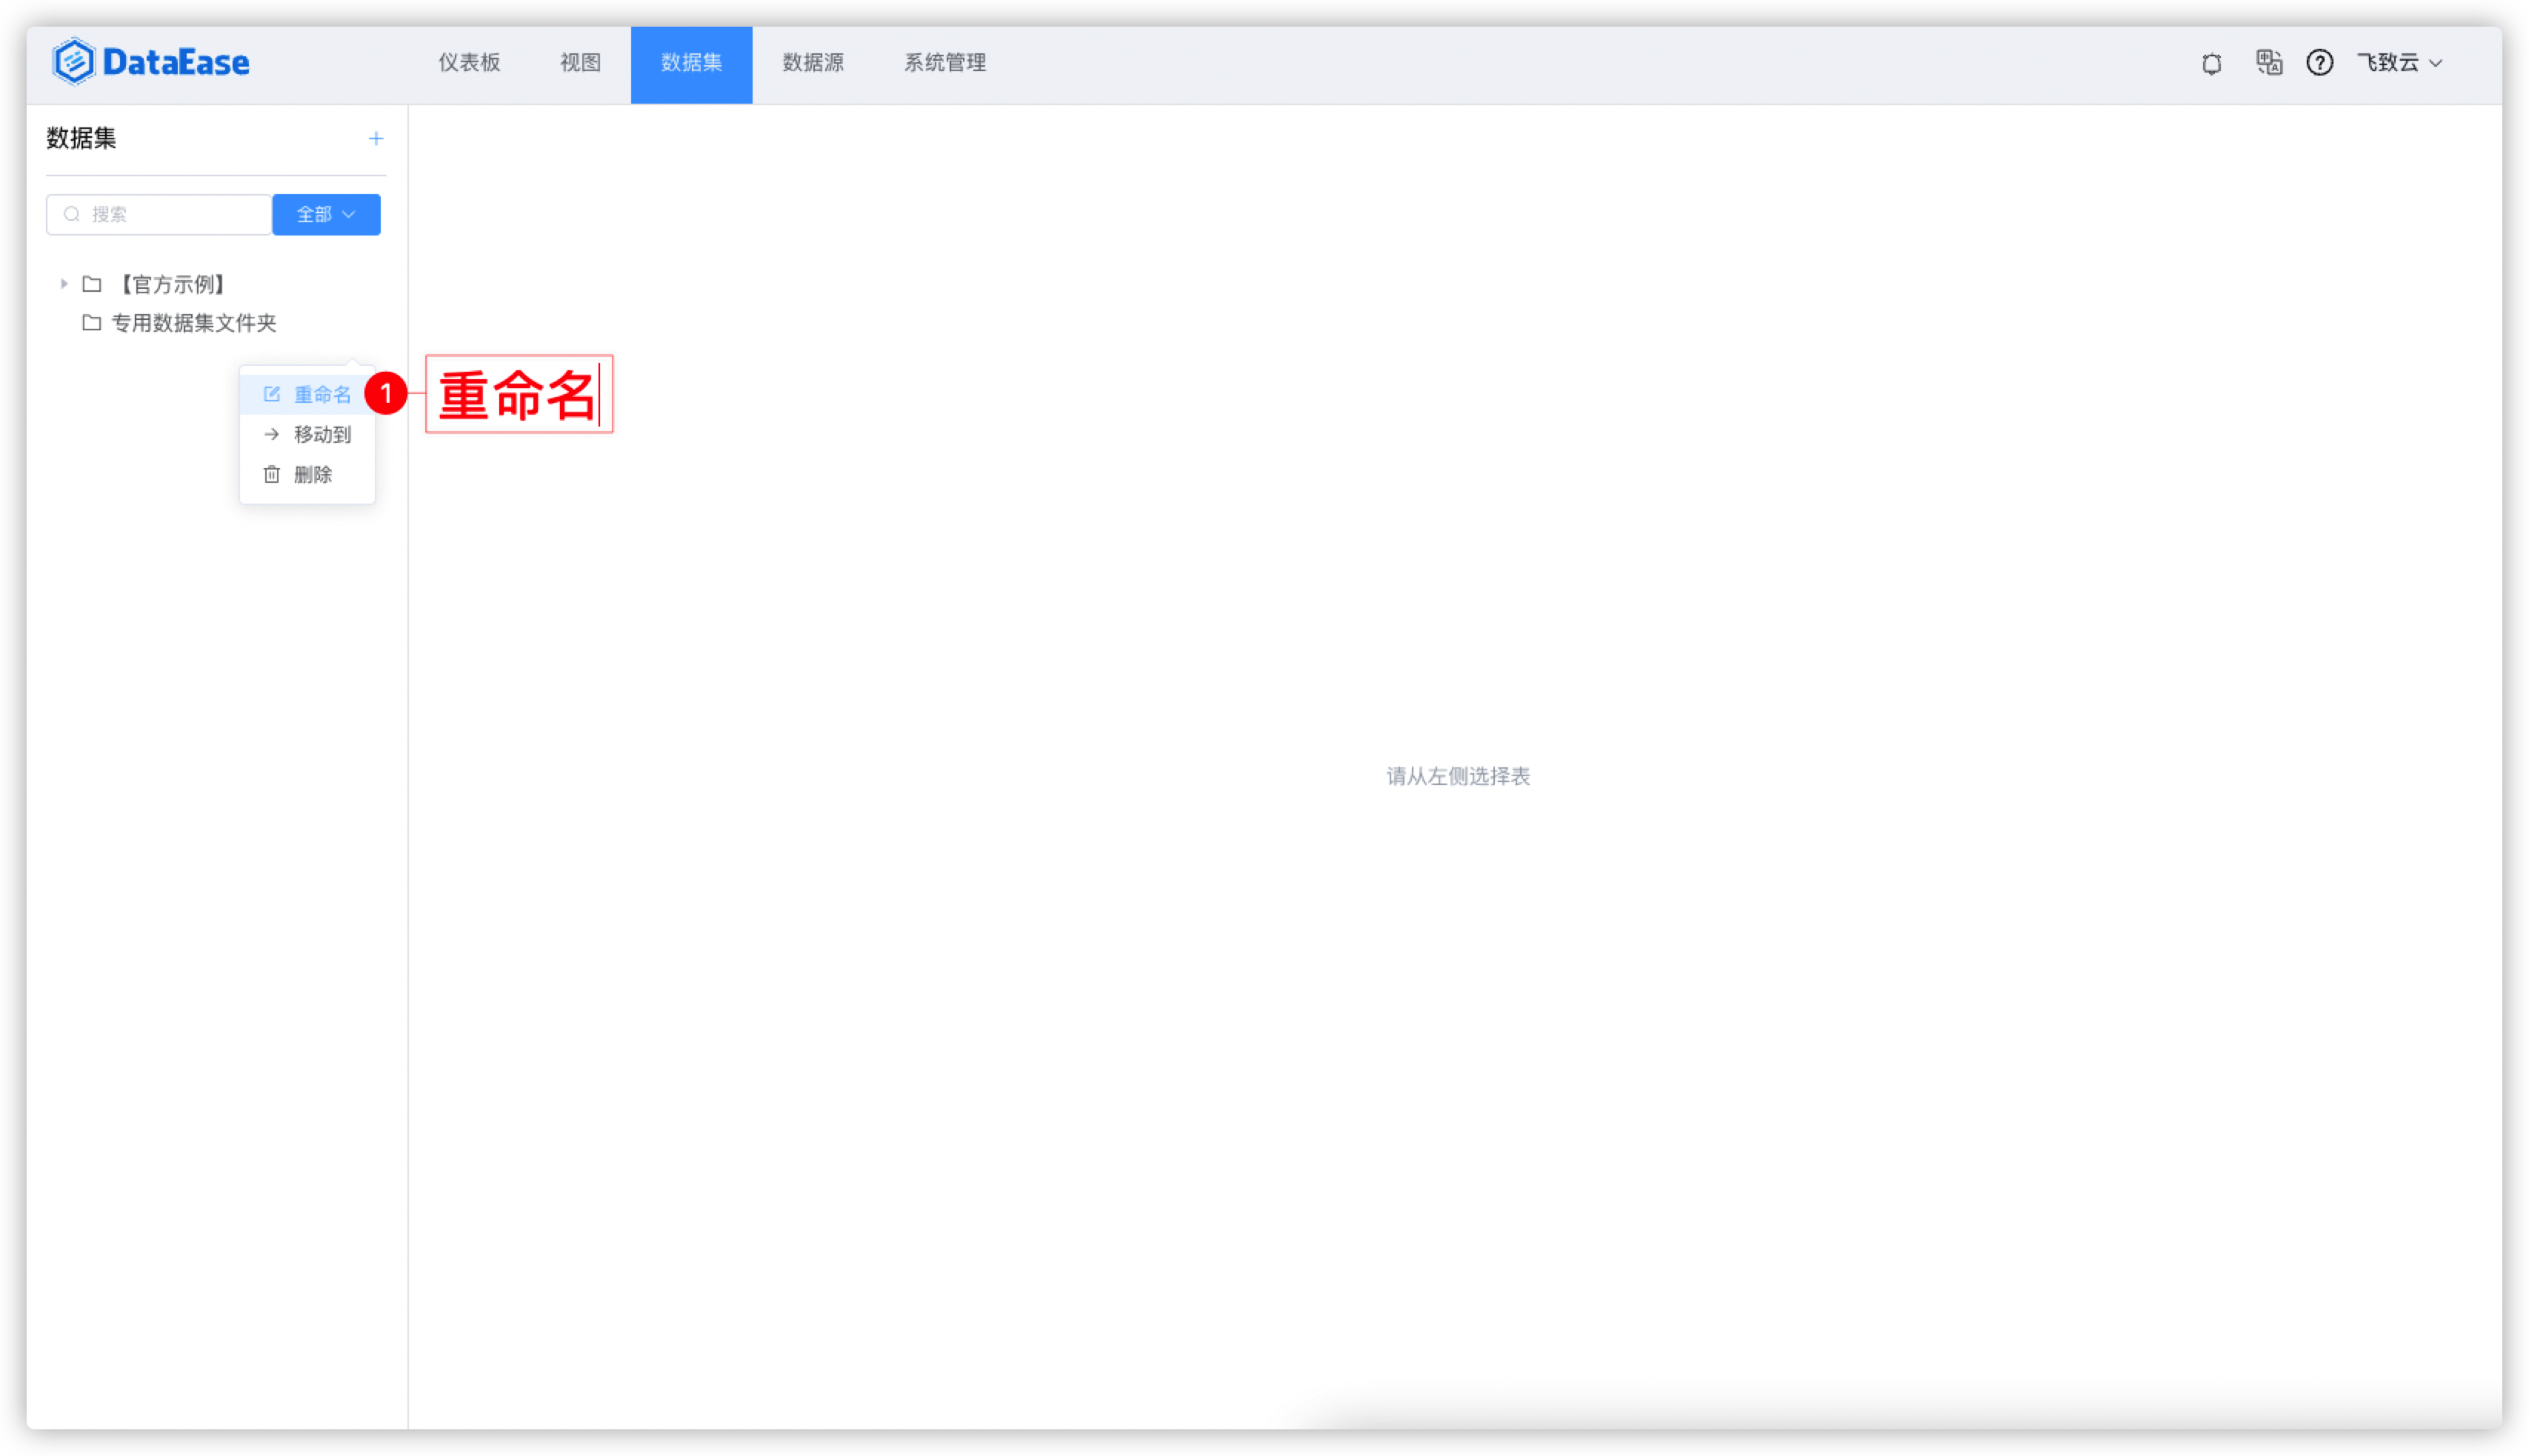 DataEase 仪表板 视图 数据集 数据源 系统管理 飞致云
数据集
搜索 全部
【官方示例】
专用数据集文件夹
重命名 1 重命名
移动到
删除
请从左侧选择表